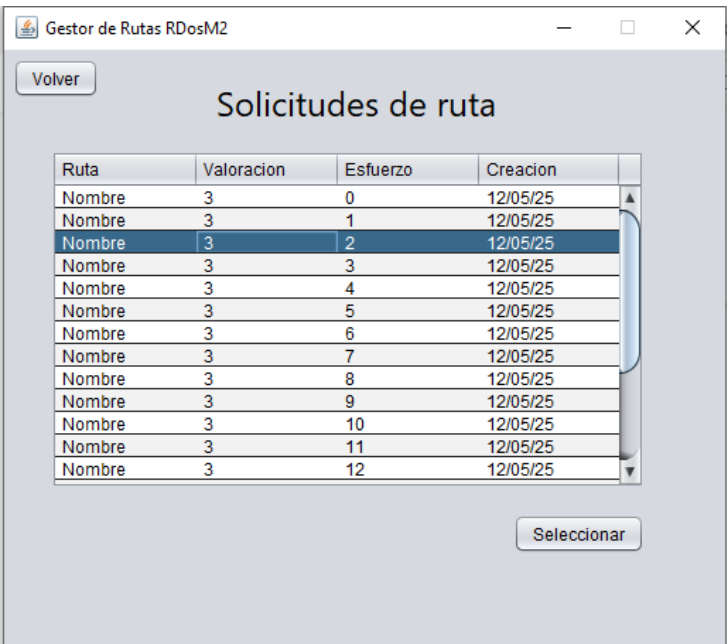 Gestor de Rutas RDosM2
Volver
Solicitudes de ruta
Ruta Valoracion Esfuerzo Creacion
Nombre 3 0 12/05/25
Nombre 3 1 12/05/25
Nombre 3 2 12/05/25
Nombre 3 3 12/05/25
Nombre 3 4 12/05/25
Nombre 3 5 12/05/25
Nombre 3 6 12/05/25
Nombre 3 7 12/05/25
Nombre 3 8 12/05/25
Nombre 3 9 12/05/25
Nombre 3 10 12/05/25
Nombre 3 11 12/05/25
Nombre 3 12 12/05/25
Seleccionar